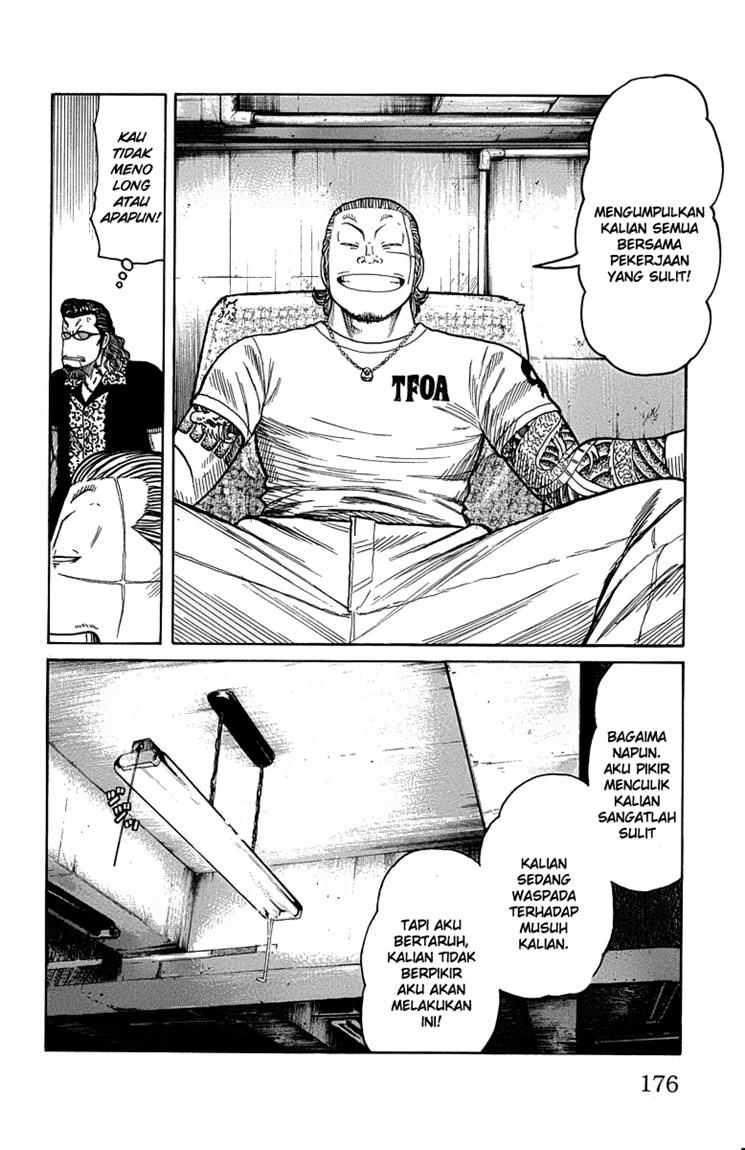 MENGUMPULKAN
KALIAN SEMUA
BERSAMA
PEKERJAAN
YANG SULIT!
TFOA
KAU
TIDAK
MENO
LONG
ATAU
APAPUN!
BAGAIMA
NAPUN.
AKU PIKIR
MENCULIK
KALIAN
SANGATLAH
SULIT
KALIAN
SEDANG
WASPADA
TERHADAP
MUSUH
KALIAN.
TAPI AKU
BERTARUH,
KALIAN TIDAK
BERPIKIR
AKU AKAN
MELAKUKAN
INI!
176